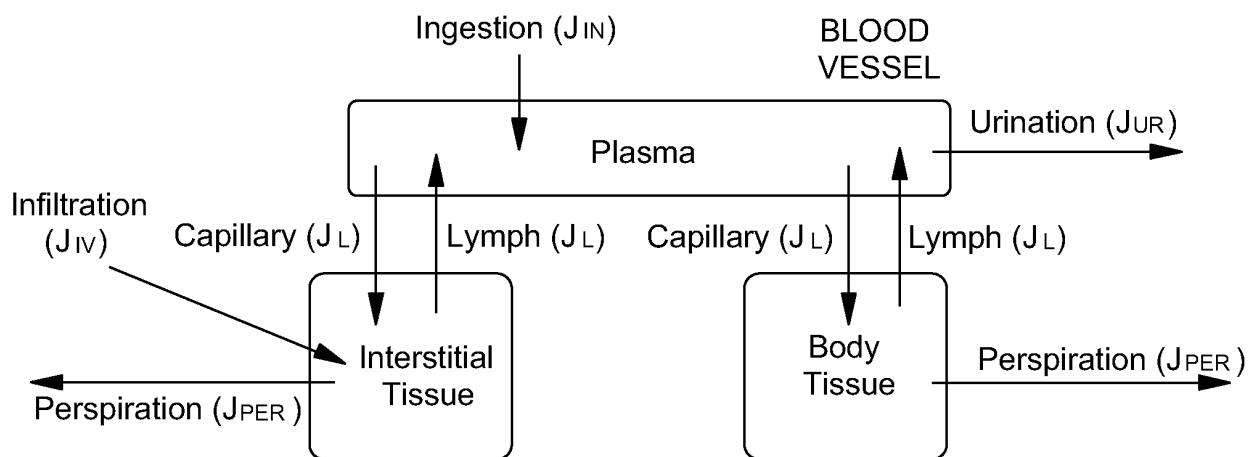 Ingestion (JIN)
BLOOD
VESSEL
Plasma
Urination (JUR)
Infiltration
(JIV)
Capillary (JL)
Lymph (JL)
Capillary (JL)
Lymph (JL)
Interstitial
Tissue
Body
Tissue
Perspiration (JPER)
Perspiration (JPER )